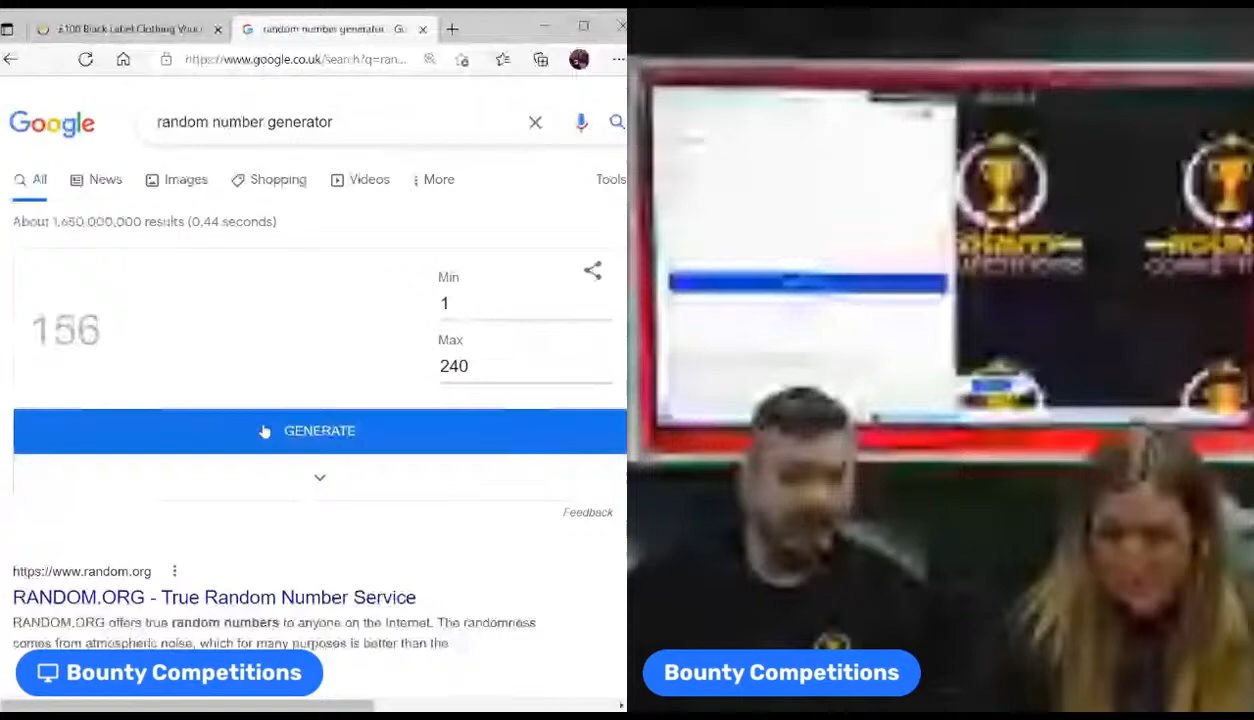 £100 Black Label Clothing Vouc
random number generator - Go
https://www.google.co.uk/search?q=ran...
Google
random number generator
All
News
Images
Shopping
Videos
More
Tools
About 1,650,000,000 results (0.44 seconds)
Min
1
156
Max
240
GENERATE
Feedback
https://www.random.org
RANDOM.ORG - True Random Number Service
RANDOM.ORG offers true random numbers to anyone on the Internet. The randomness
comes from atmospheric noise, which for many purposes is better than the
Bounty Competitions
Bounty Competitions